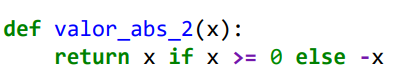 def valor_abs_2(x):
    return x if x >= 0 else -x